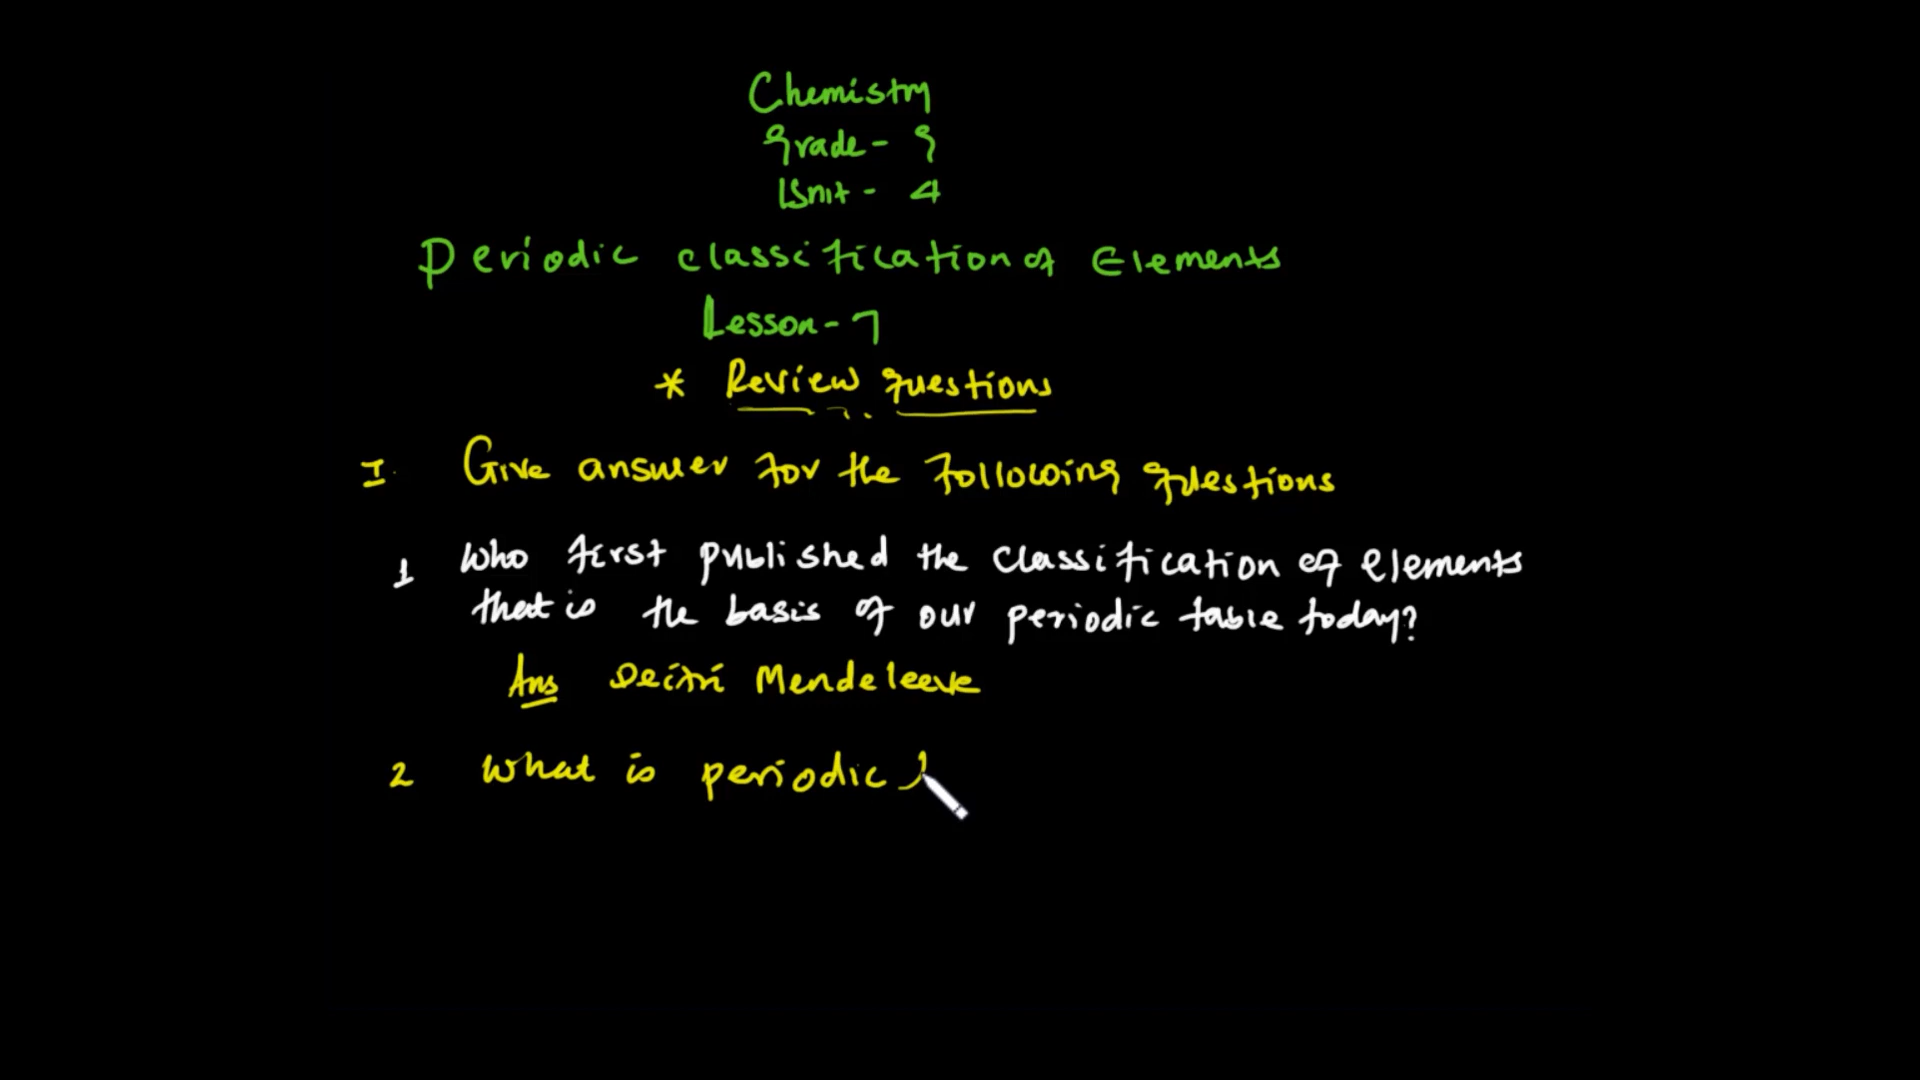 Chemistry
Grade - 9
Unit - 4
Periodic classification of Elements
Lesson - 7
* Review questions
I. Give answer for the following questions
1 Who first published the classification of elements
that is the basis of our periodic table today?
Ans Mendeleeve
2 What is periodic